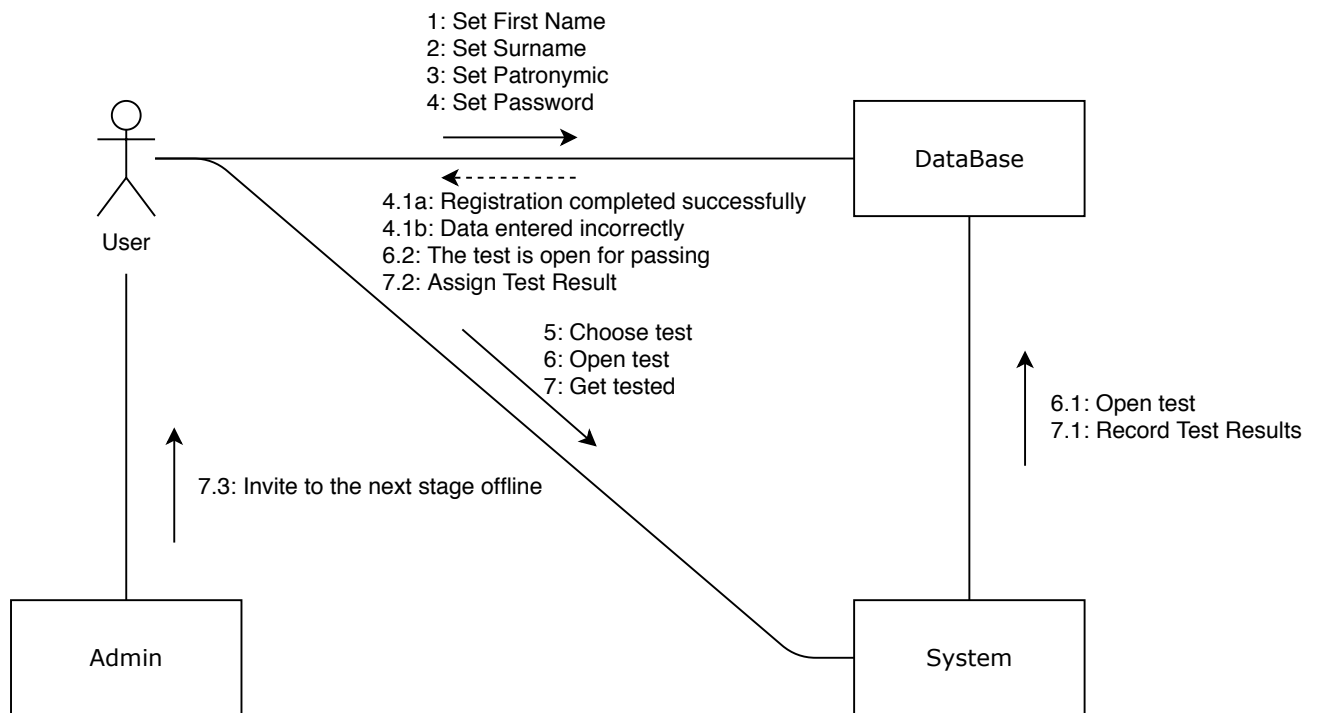 1: Set First Name
2: Set Surname
3: Set Patronymic
4: Set Password
DataBase
User
4.1a: Registration completed successfully
4.1b: Data entered incorrectly
6.2: The test is open for passing
7.2: Assign Test Result
5: Choose test
6: Open test
7: Get tested
6.1: Open test
7.1: Record Test Results
7.3: Invite to the next stage offline
Admin
System